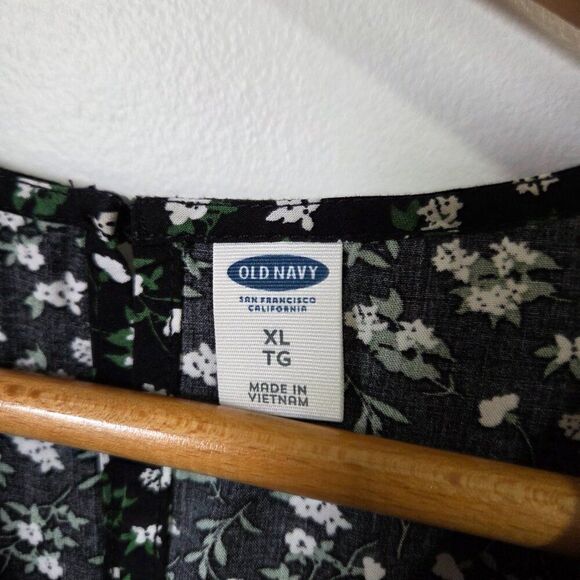 OLD NAVY
SAN FRANCISCO
CALIFORNIA
XL
TG
MADE IN
VIETNAM